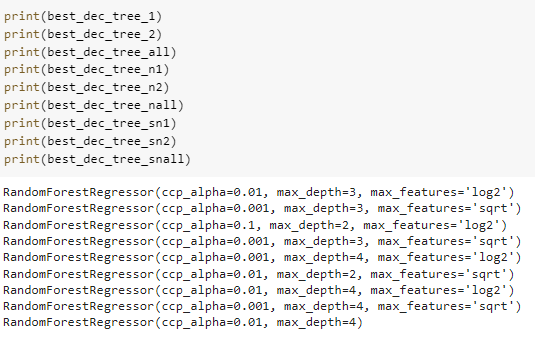 print(best_dec_tree_1)
print(best_dec_tree_2)
print(best_dec_tree_all)
print(best_dec_tree_n1)
print(best_dec_tree_n2)
print(best_dec_tree_nall)
print(best_dec_tree_sn1)
print(best_dec_tree_sn2)
print(best_dec_tree_snall)
RandomForestRegressor(ccp_alpha=0.01, max_depth=3, max_features='log2')
RandomForestRegressor(ccp_alpha=0.001, max_depth=3, max_features='sqrt')
RandomForestRegressor(ccp_alpha=0.1, max_depth=2, max_features='log2')
RandomForestRegressor(ccp_alpha=0.001, max_depth=3, max_features='sqrt')
RandomForestRegressor(ccp_alpha=0.001, max_depth=4, max_features='log2')
RandomForestRegressor(ccp_alpha=0.01, max_depth=2, max_features='sqrt')
RandomForestRegressor(ccp_alpha=0.01, max_depth=4, max_features='log2')
RandomForestRegressor(ccp_alpha=0.001, max_depth=4, max_features='sqrt')
RandomForestRegressor(ccp_alpha=0.01, max_depth=4)